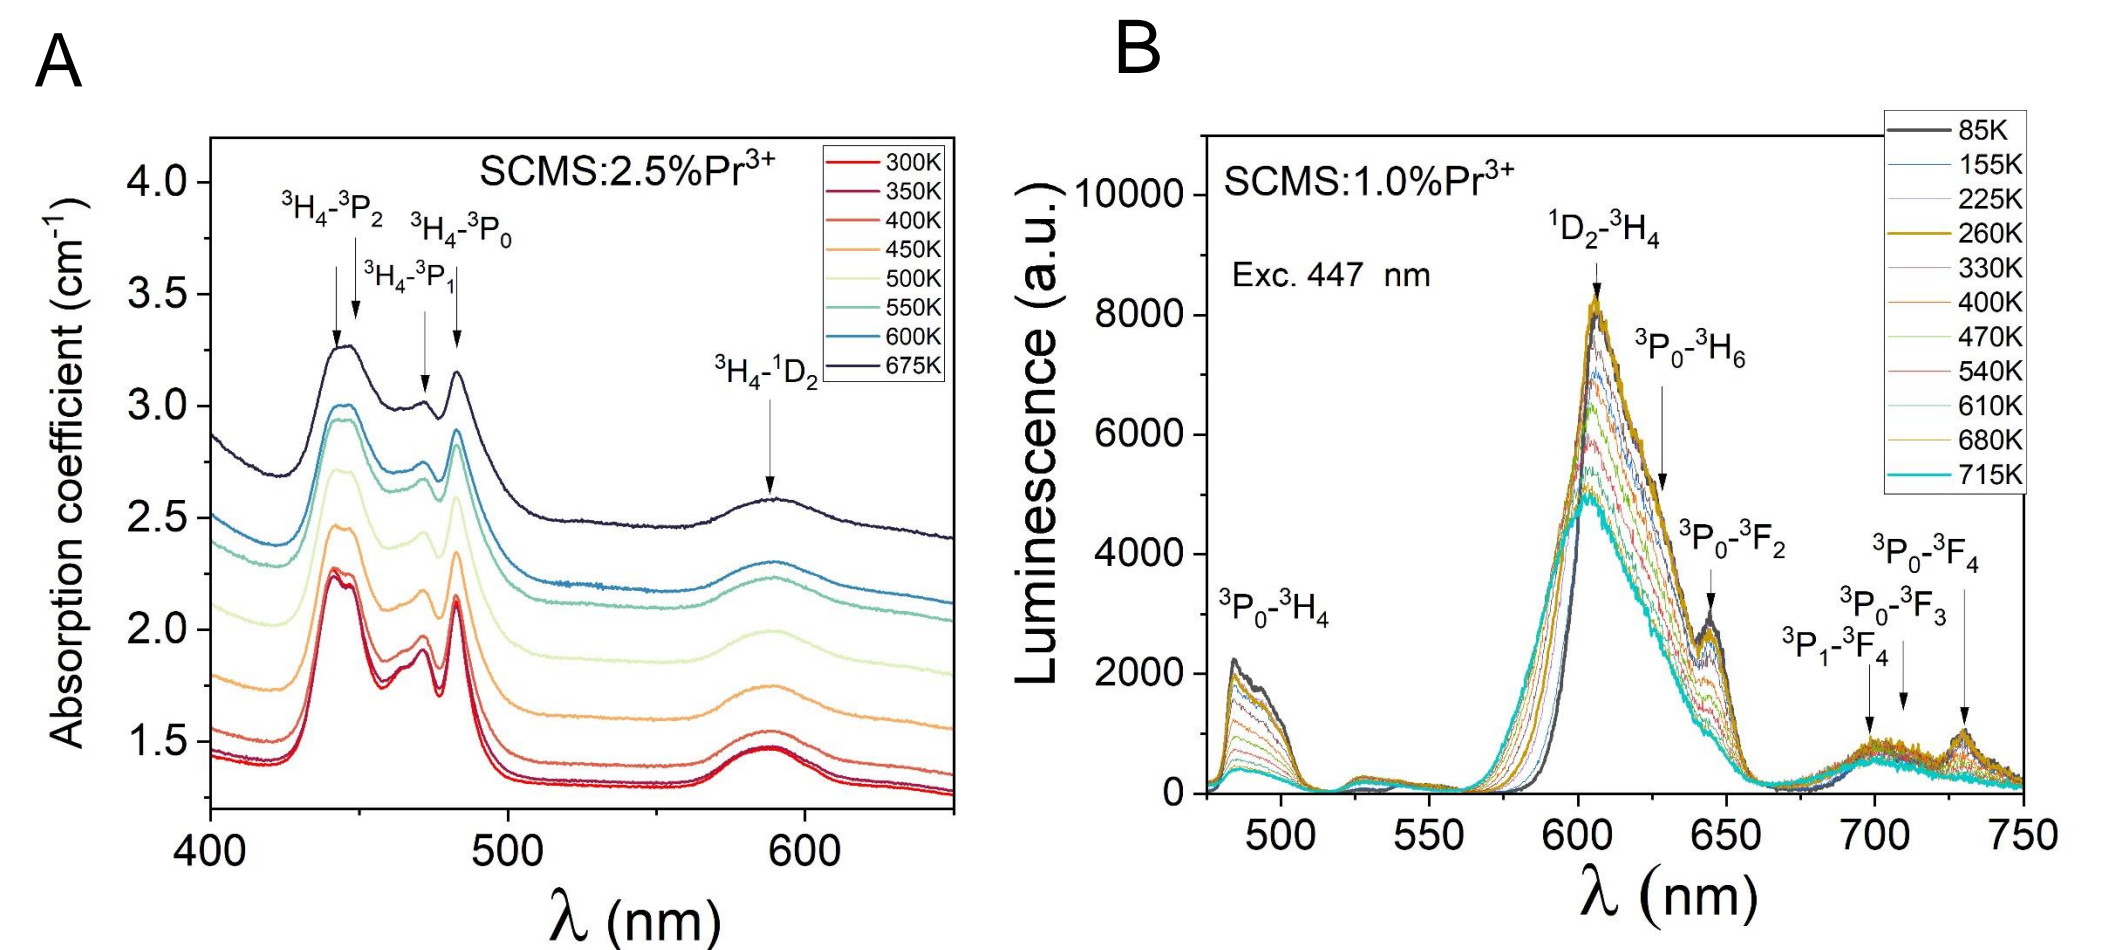 A
B
SCMS:2.5%Pr³⁺
300K
350K
400K
450K
500K
550K
600K
675K
³H₄-³P₂
³H₄-³P₀
³H₄-³P₁
³H₄-¹D₂
4.0
3.5
3.0
2.5
2.0
1.5
Absorption coefficient (cm⁻¹)
400
500
600
λ (nm)
SCMS:1.0%Pr³⁺
Exc. 447 nm
85K
155K
225K
260K
330K
400K
470K
540K
610K
680K
715K
¹D₂-³H₄
³P₀-³H₆
³P₀-³F₂
³P₀-³F₄
³P₀-³F₃
³P₁-³F₄
³P₀-³H₄
10000
8000
6000
4000
2000
0
Luminescence (a.u.)
500
550
600
650
700
750
λ (nm)